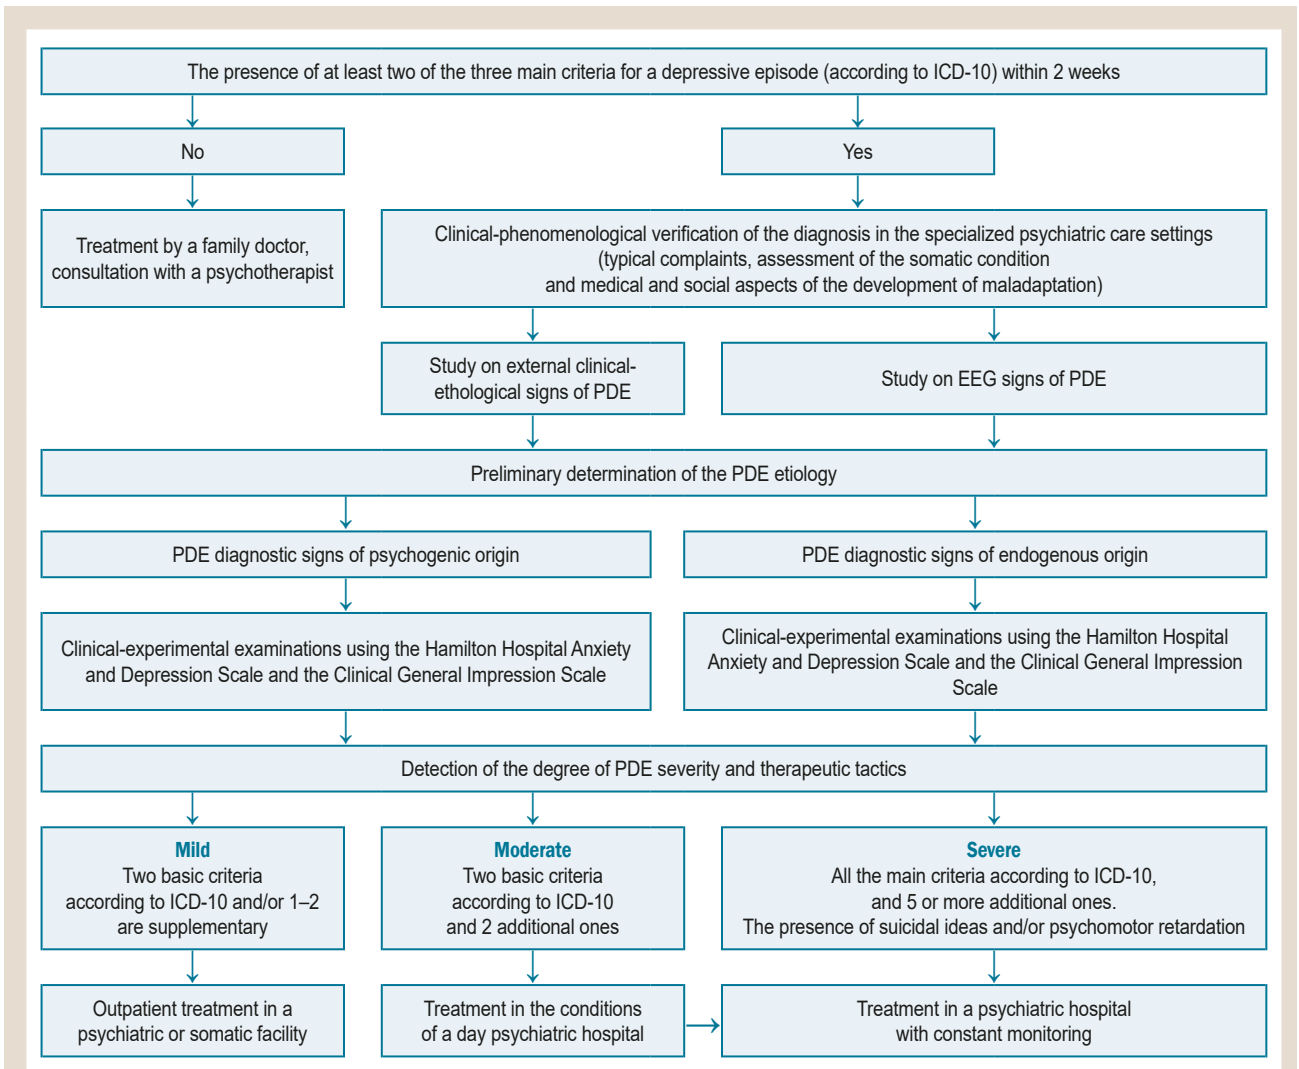 The presence of at least two of the three main criteria for a depressive episode (according to ICD-10) within 2 weeks
No
Yes
Treatment by a family doctor,
consultation with a psychotherapist
Clinical-phenomenological verification of the diagnosis in the specialized psychiatric care settings
(typical complaints, assessment of the somatic condition
and medical and social aspects of the development of maladaptation)
Study on external clinical-
ethological signs of PDE
Study on EEG signs of PDE
Preliminary determination of the PDE etiology
PDE diagnostic signs of psychogenic origin
PDE diagnostic signs of endogenous origin
Clinical-experimental examinations using the Hamilton Hospital Anxiety
and Depression Scale and the Clinical General Impression Scale
Clinical-experimental examinations using the Hamilton Hospital
Anxiety and Depression Scale and the Clinical General Impression
Scale
Detection of the degree of PDE severity and therapeutic tactics
Mild
Two basic criteria
according to ICD-10 and/or 1–2
are supplementary
Moderate
Two basic criteria
according to ICD-10
and 2 additional ones
Severe
All the main criteria according to ICD-10,
and 5 or more additional ones.
The presence of suicidal ideas and/or psychomotor retardation
Outpatient treatment in a
psychiatric or somatic facility
Treatment in the conditions
of a day psychiatric hospital
Treatment in a psychiatric hospital
with constant monitoring